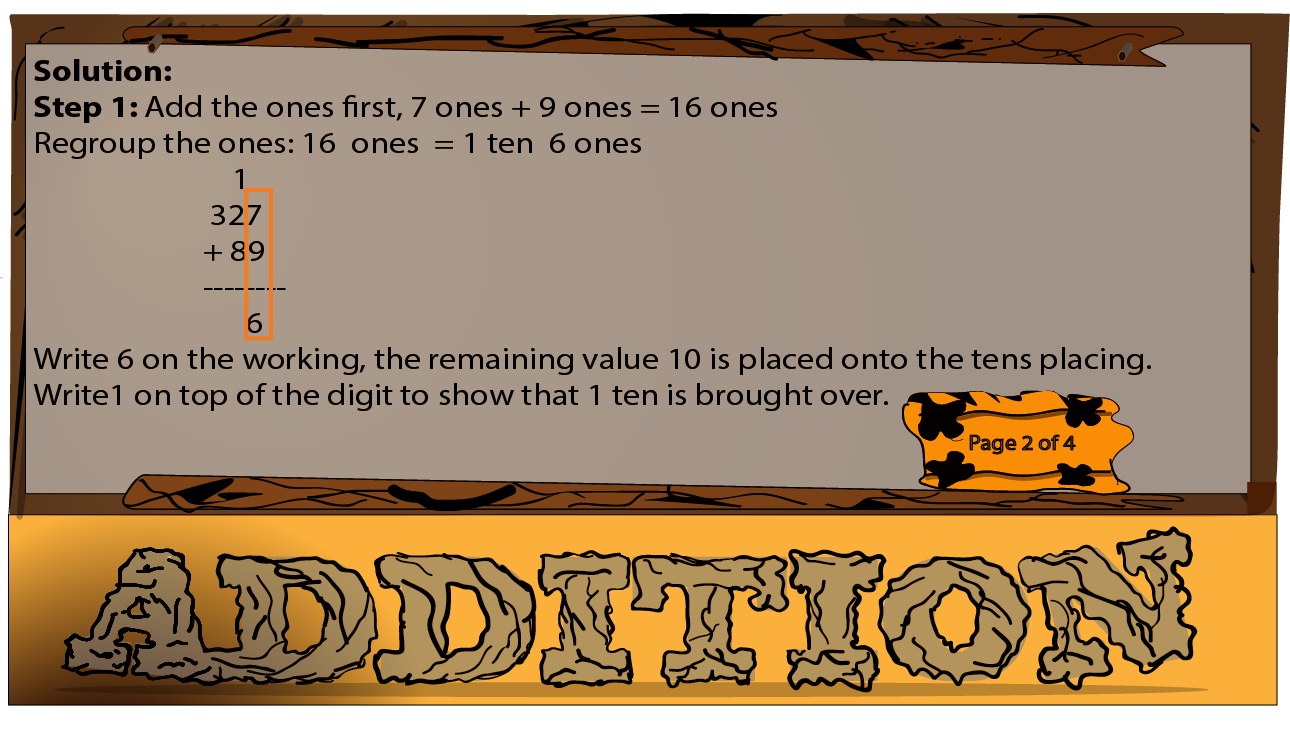 Solution:
Step 1: Add the ones first, 7 ones + 9 ones = 16 ones
Regroup the ones: 16 ones = 1 ten 6 ones
1
327
+ 89
---------
6
Write 6 on the working, the remaining value 10 is placed onto the tens placing.
Write1 on top of the digit to show that 1 ten is brought over.
Page 2 of 4
ADDITION